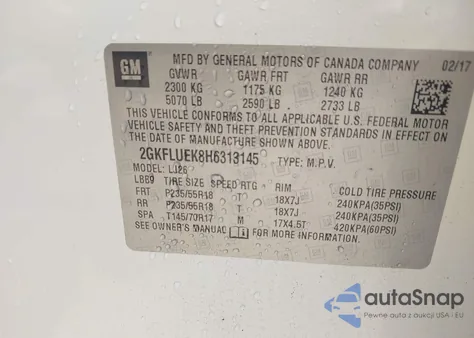 GM
MFD BY GENERAL MOTORS OF CANADA COMPANY 02/17
GVWR GAWR FRT GAWR RR
2300 KG 1175 KG 1240 KG
5070 LB 2590 LB 2733 LB
THIS VEHICLE CONFORMS TO ALL APPLICABLE U.S. FEDERAL MOTOR
VEHICLE SAFETY AND THEFT PREVENTION STANDARDS IN EFFECT ON
THE DATE OF MANUFACTURE SHOWN ABOVE.
2GKFLUEK8H6313145 TYPE: M.P.V.
MODEL: LJ26
TIRE SIZE SPEED RTG RIM COLD TIRE PRESSURE
FRT P235/55R18 T 18X7J 240KPA(35PSI)
RR P235/55R18 T 18X7J 240KPA(35PSI)
SPA T145/70R17 M 17X4.5T 420KPA(60PSI)
SEE OWNER'S MANUAL FOR MORE INFORMATION.
autoSnap
Pewne auta z aukcji USA i EU